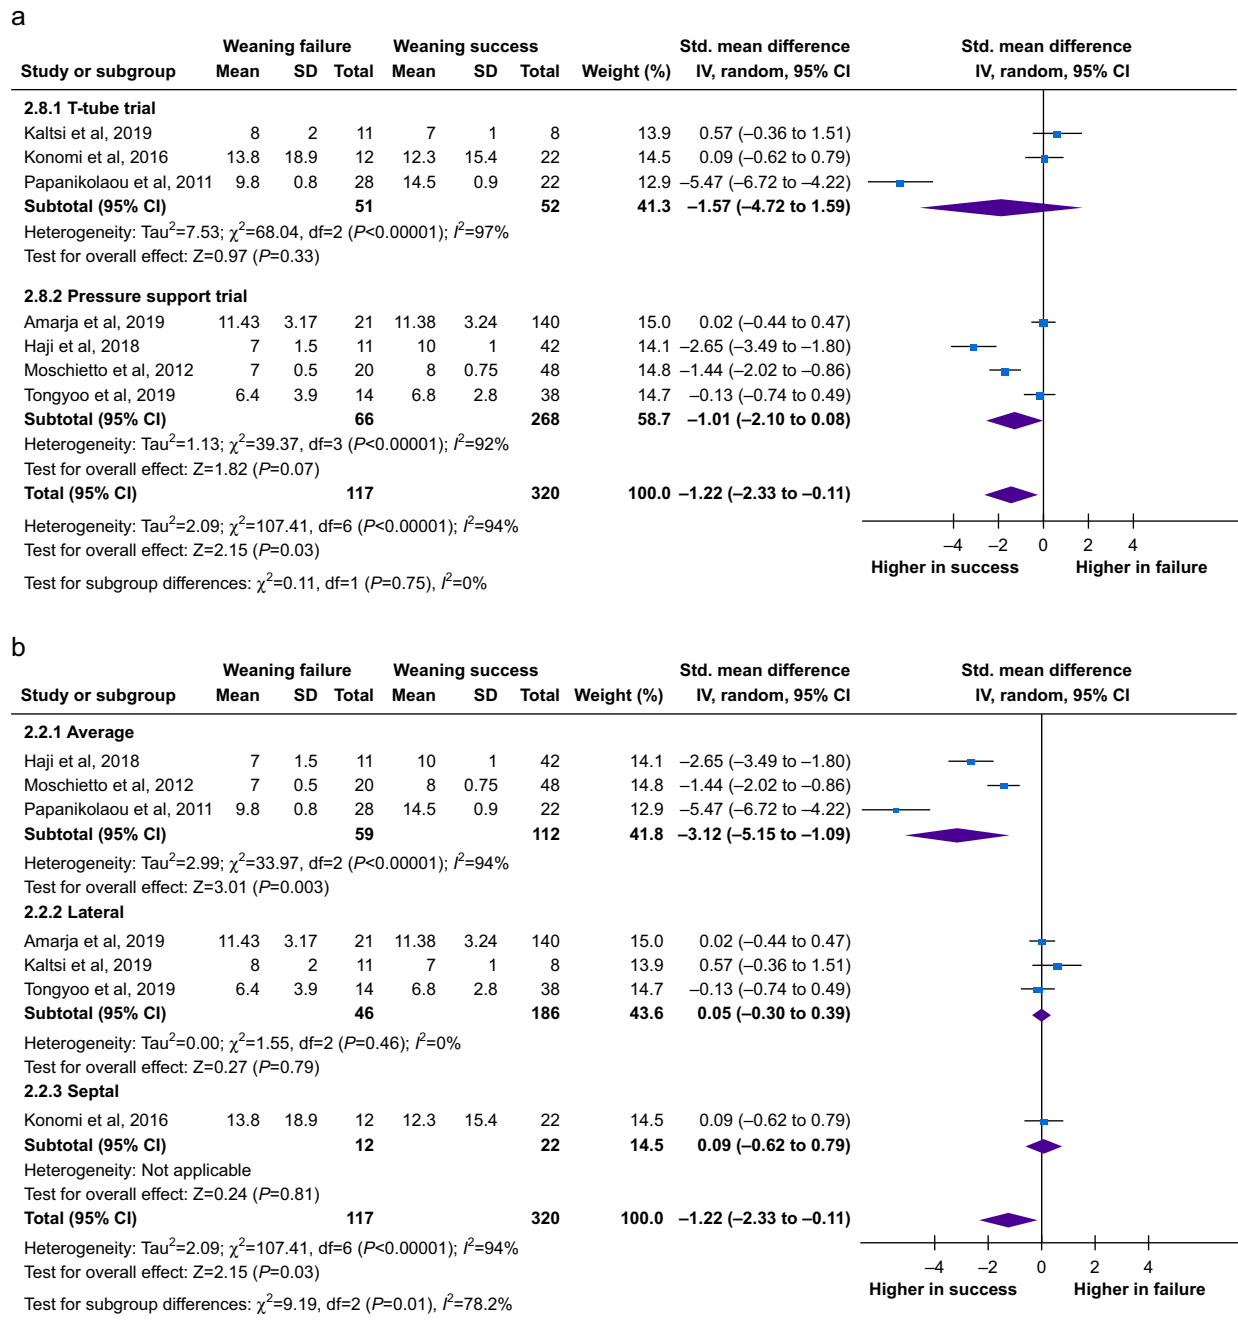 a
Weaning failure Weaning success Std. mean difference Std. mean difference
Study or subgroup Mean SD Total Mean SD Total Weight (%) IV, random, 95% CI IV, random, 95% CI
2.8.1 T-tube trial
Kaltsi et al, 2019 8 2 11 7 1 8 13.9 0.57 (–0.36 to 1.51)
Konomi et al, 2016 13.8 18.9 12 12.3 15.4 22 14.5 0.09 (–0.62 to 0.79)
Papanikolaou et al, 2011 9.8 0.8 28 14.5 0.9 22 12.9 –5.47 (–6.72 to –4.22)
Subtotal (95% CI) 51 52 41.3 –1.57 (–4.72 to 1.59)
Heterogeneity: Tau²=7.53; χ²=68.04, df=2 (P<0.00001); I²=97%
Test for overall effect: Z=0.97 (P=0.33)
2.8.2 Pressure support trial
Amarja et al, 2019 11.43 3.17 21 11.38 3.24 140 15.0 0.02 (–0.44 to 0.47)
Haji et al, 2018 7 1.5 11 10 1 42 14.1 –2.65 (–3.49 to –1.80)
Moschietto et al, 2012 7 0.5 20 8 0.75 48 14.8 –1.44 (–2.02 to –0.86)
Tongyoo et al, 2019 6.4 3.9 14 6.8 2.8 38 14.7 –0.13 (–0.74 to 0.49)
Subtotal (95% CI) 66 268 58.7 –1.01 (–2.10 to 0.08)
Heterogeneity: Tau²=1.13; χ²=39.37, df=3 (P<0.00001); I²=92%
Test for overall effect: Z=1.82 (P=0.07)
Total (95% CI) 117 320 100.0 –1.22 (–2.33 to –0.11)
Heterogeneity: Tau²=2.09; χ²=107.41, df=6 (P<0.00001); I²=94%
Test for overall effect: Z=2.15 (P=0.03)
–4 –2 0 2 4
Higher in success Higher in failure
Test for subgroup differences: χ²=0.11, df=1 (P=0.75), I²=0%
b
Weaning failure Weaning success Std. mean difference Std. mean difference
Study or subgroup Mean SD Total Mean SD Total Weight (%) IV, random, 95% CI IV, random, 95% CI
2.2.1 Average
Haji et al, 2018 7 1.5 11 10 1 42 14.1 –2.65 (–3.49 to –1.80)
Moschietto et al, 2012 7 0.5 20 8 0.75 48 14.8 –1.44 (–2.02 to –0.86)
Papanikolaou et al, 2011 9.8 0.8 28 14.5 0.9 22 12.9 –5.47 (–6.72 to –4.22)
Subtotal (95% CI) 59 112 41.8 –3.12 (–5.15 to –1.09)
Heterogeneity: Tau²=2.99; χ²=33.97, df=2 (P<0.00001); I²=94%
Test for overall effect: Z=3.01 (P=0.003)
2.2.2 Lateral
Amarja et al, 2019 11.43 3.17 21 11.38 3.24 140 15.0 0.02 (–0.44 to 0.47)
Kaltsi et al, 2019 8 2 11 7 1 8 13.9 0.57 (–0.36 to 1.51)
Tongyoo et al, 2019 6.4 3.9 14 6.8 2.8 38 14.7 –0.13 (–0.74 to 0.49)
Subtotal (95% CI) 46 186 43.6 0.05 (–0.30 to 0.39)
Heterogeneity: Tau²=0.00; χ²=1.55, df=2 (P=0.46); I²=0%
Test for overall effect: Z=0.27 (P=0.79)
2.2.3 Septal
Konomi et al, 2016 13.8 18.9 12 12.3 15.4 22 14.5 0.09 (–0.62 to 0.79)
Subtotal (95% CI) 12 22 14.5 0.09 (–0.62 to 0.79)
Heterogeneity: Not applicable
Test for overall effect: Z=0.24 (P=0.81)
Total (95% CI) 117 320 100.0 –1.22 (–2.33 to –0.11)
Heterogeneity: Tau²=2.09; χ²=107.41, df=6 (P<0.00001); I²=94%
Test for overall effect: Z=2.15 (P=0.03)
–4 –2 0 2 4
Higher in success Higher in failure
Test for subgroup differences: χ²=9.19, df=2 (P=0.01), I²=78.2%